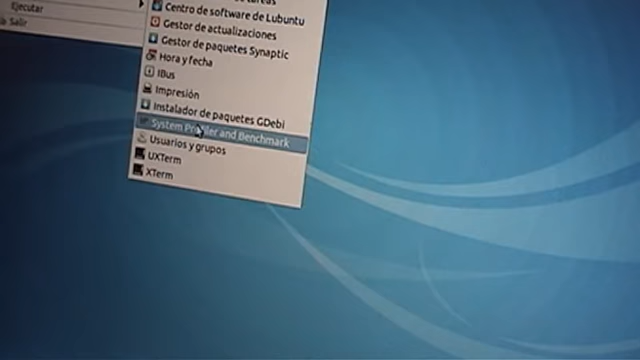 Ejecutar
Salir
Centro de software de Lubuntu
Gestor de actualizaciones
Gestor de paquetes Synaptic
Hora y fecha
IBus
Impresión
Instalador de paquetes GDebi
System Profiler and Benchmark
Usuarios y grupos
UXTerm
XTerm